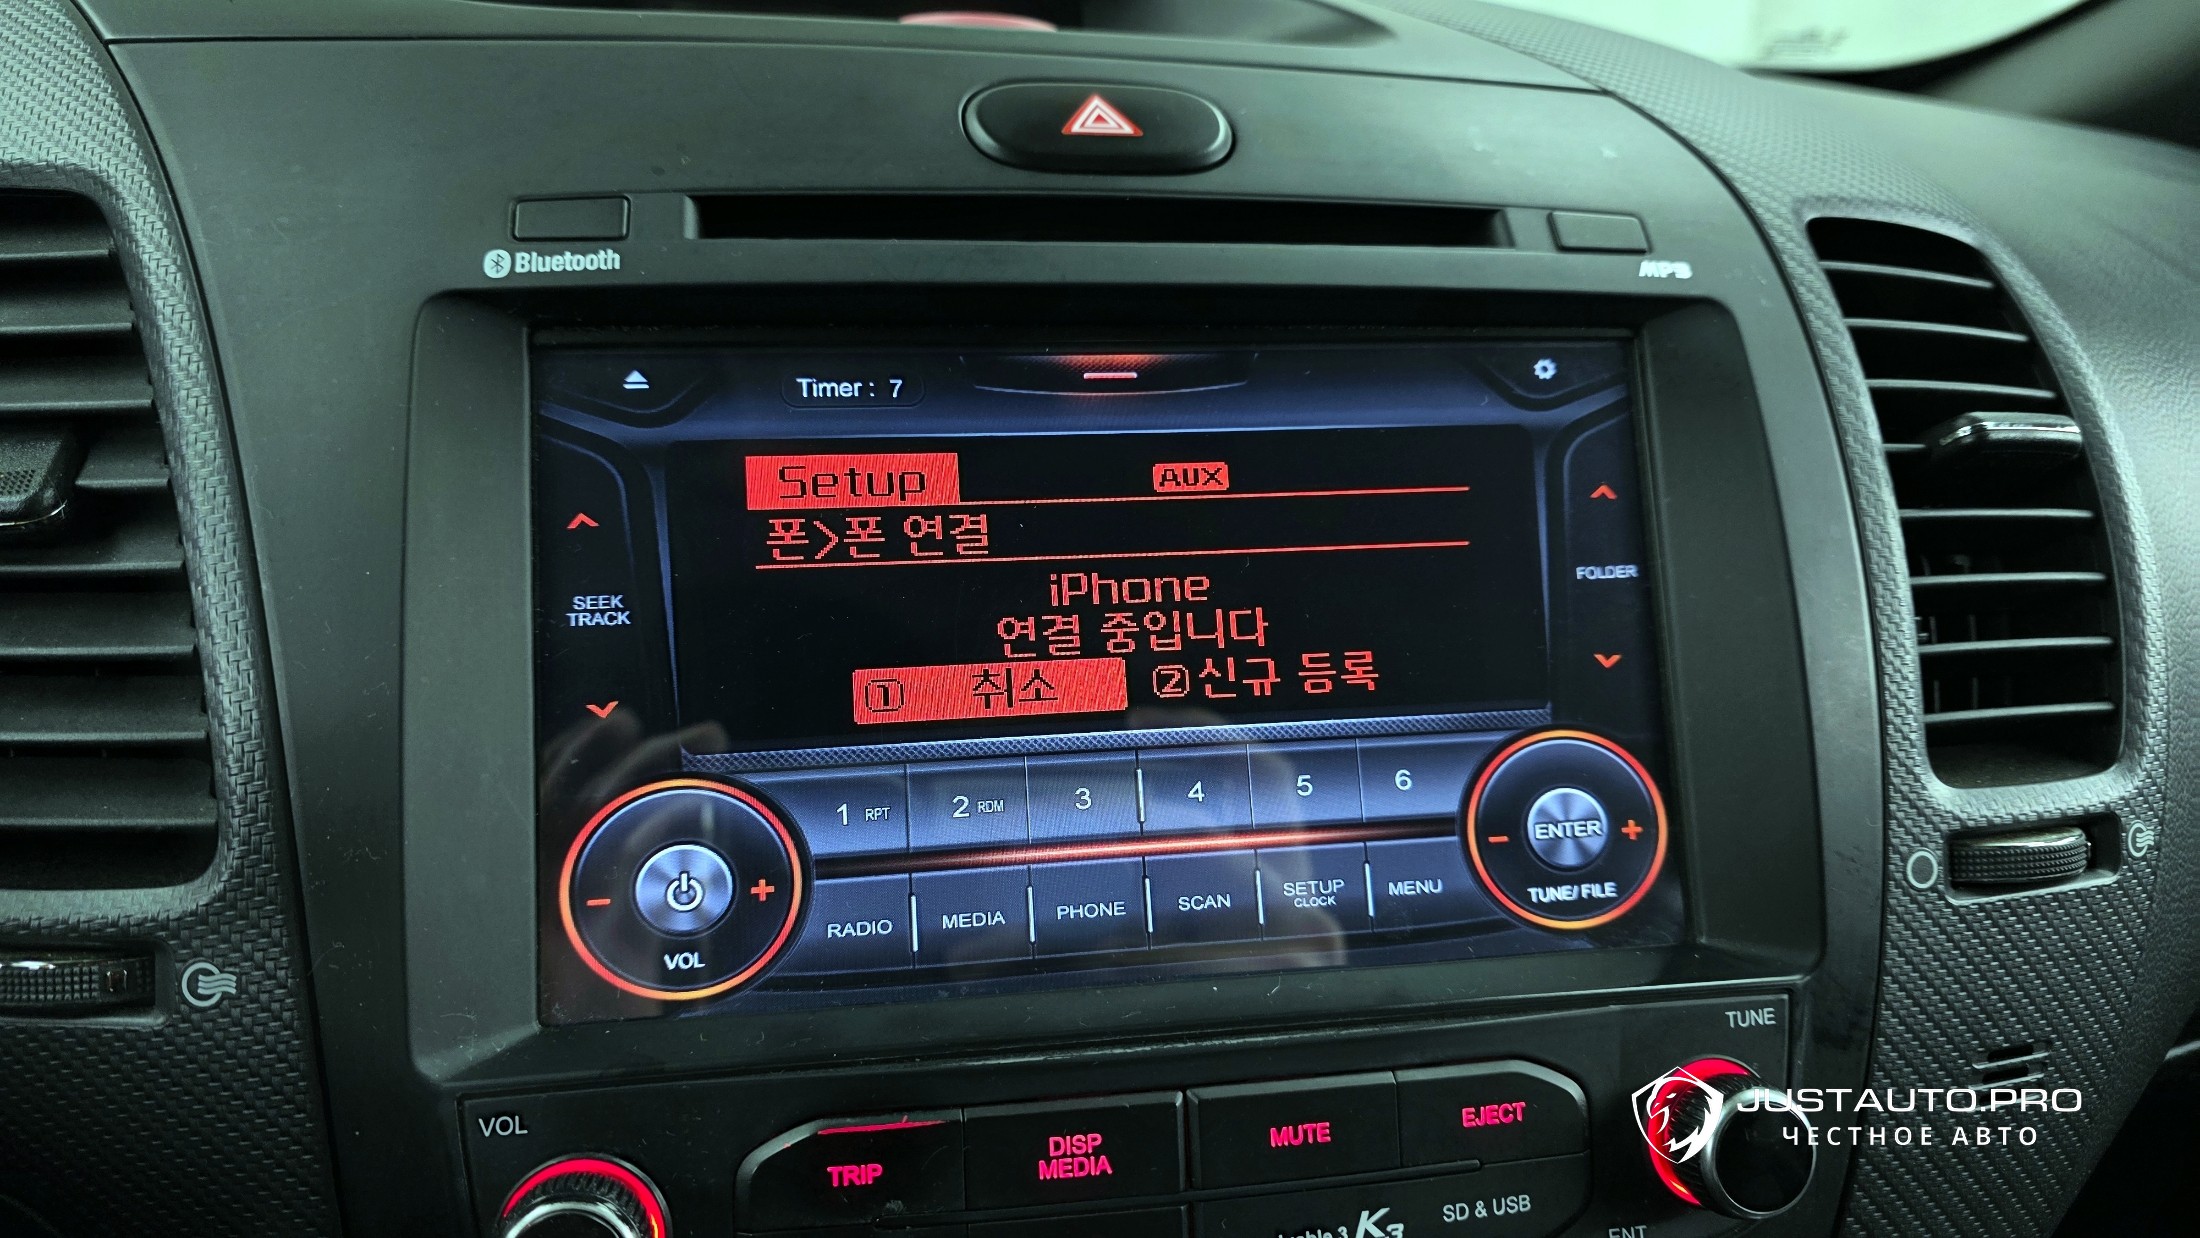 Bluetooth
MP3
Timer : 7
Setup
AUX
폰>폰 연결
iPhone
연결 중입니다
① 취소
② 신규 등록
SEEK
TRACK
FOLDER
1 RPT
2 RDM
3
4
5
6
RADIO
MEDIA
PHONE
SCAN
SETUP
CLOCK
MENU
VOL
ENTER
TUNE/ FILE
VOL
TUNE
TRIP
DISP
MEDIA
MUTE
EJECT
K3
SD & USB
JUSTAUTO.PRO
ЧЕСТНОЕ АВТО